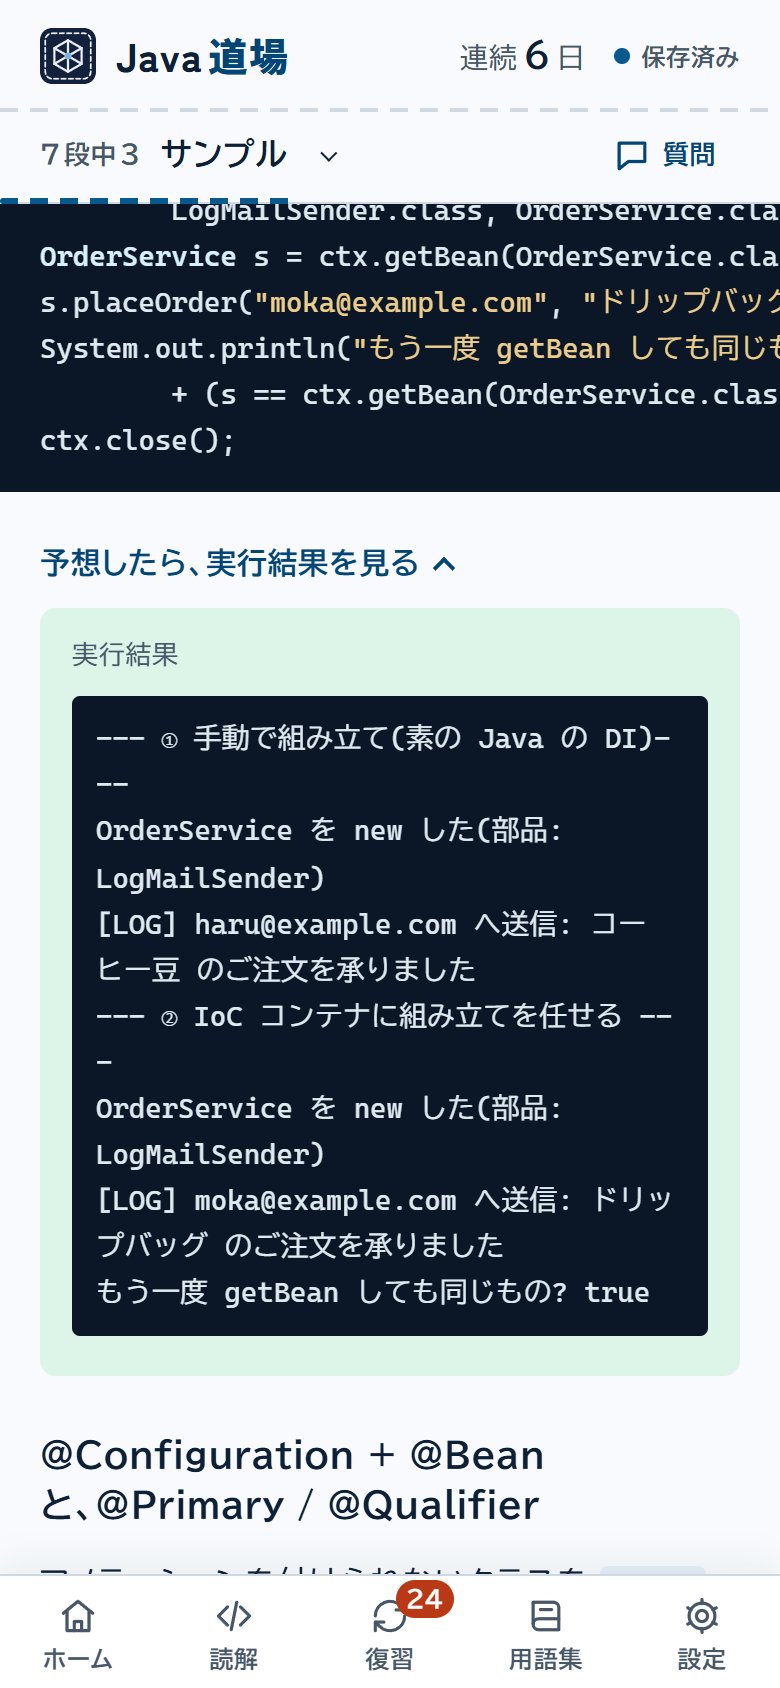 Java道場
連続 6 日
保存済み
7段中3 サンプル
質問
LogMailSender.class, OrderService.cla
OrderService s = ctx.getBean(OrderService.cla
s.placeOrder("moka@example.com", "ドリップバッグ
System.out.println("もう一度 getBean しても同じも
+ (s == ctx.getBean(OrderService.clas
ctx.close();
予想したら、実行結果を見る
実行結果
--- ① 手動で組み立て(素の Java の DI)-
--
OrderService を new した(部品:
LogMailSender)
[LOG] haru@example.com へ送信: コー
ヒー豆 のご注文を承りました
--- ② IoC コンテナに組み立てを任せる --
-
OrderService を new した(部品:
LogMailSender)
[LOG] moka@example.com へ送信: ドリッ
プバッグ のご注文を承りました
もう一度 getBean しても同じもの? true
@Configuration + @Bean
と、@Primary / @Qualifier
24
ホーム
読解
復習
用語集
設定